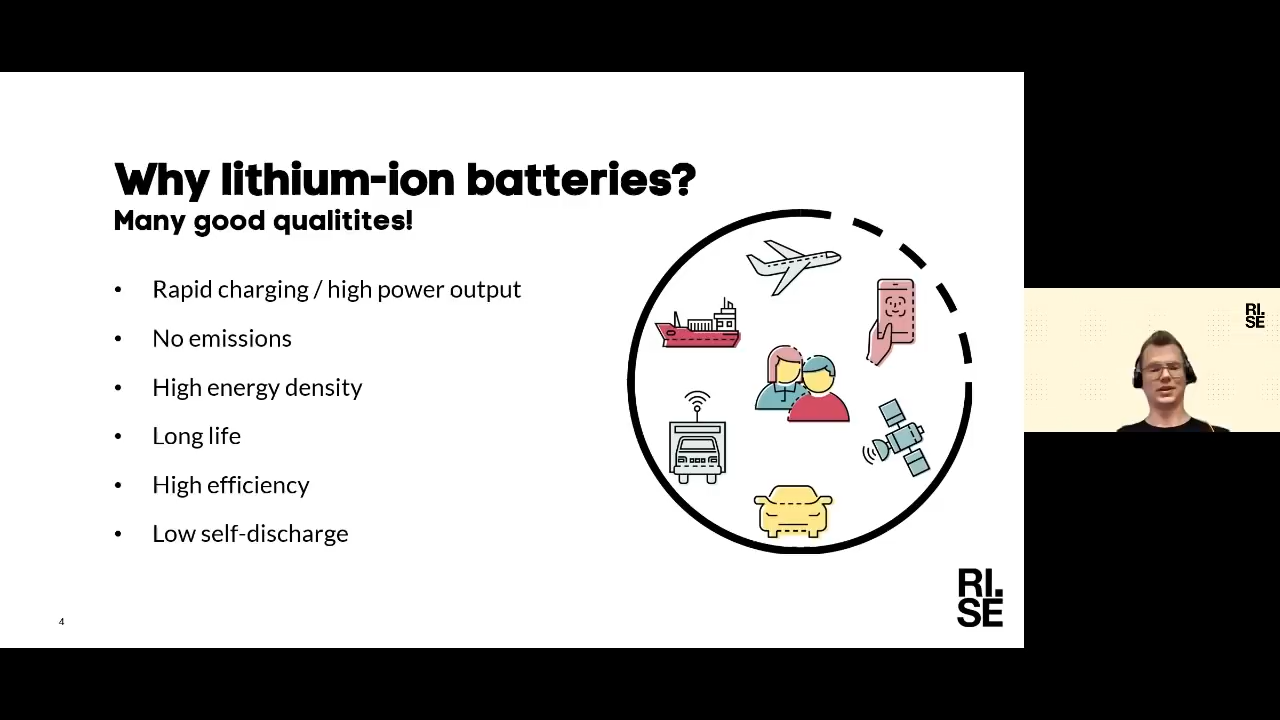 Why lithium-ion batteries?
Many good qualitites!
• Rapid charging / high power output
• No emissions
• High energy density
• Long life
• High efficiency
• Low self-discharge
4
RI.
SE
RI.
SE